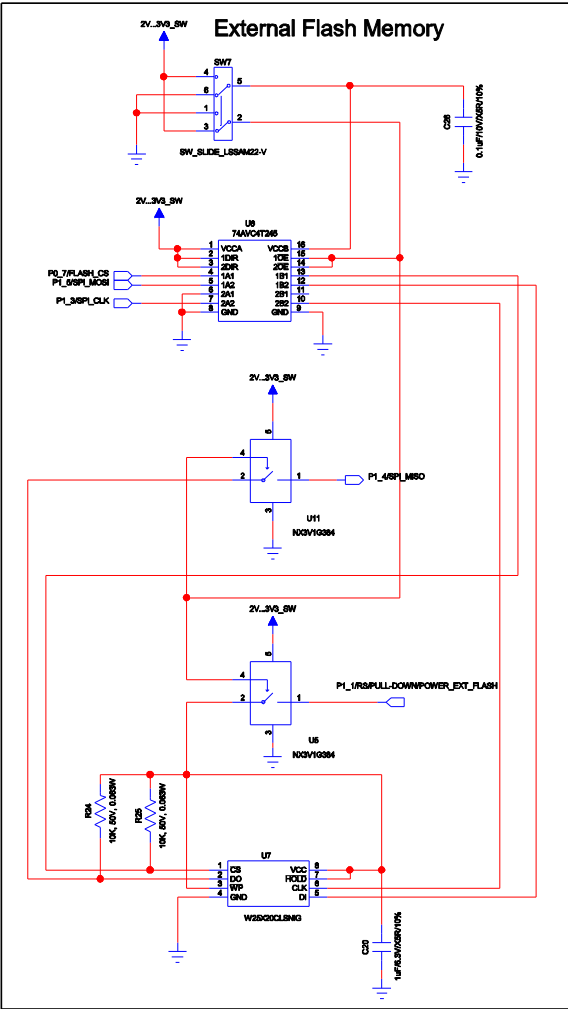 External Flash Memory
2V...3V3_SW
SW7
4
5
6
1
2
3
SW_SLIDE_LSSAM22-V
C26
0.1uF/10V/X5R/10%
2V...3V3_SW
U6
74AVC4T245
1 VCCA VCCB 16
2 1DIR 1OE 15
3 2DIR 2OE 14
P0_7/FLASH_CS 4 1A1 1B1 13
P1_6/SPI_MOSI 5 1A2 1B2 12
6 2A1 2B1 11
P1_3/SPI_CLK 7 2A2 2B2 10
8 GND GND 9
2V...3V3_SW
5
4
2
1
P1_4/SPI_MISO
3
U11
NX3V1G384
2V...3V3_SW
5
4
2
1
P1_1/RS/PULL-DOWN/POWER_EXT_FLASH
3
U5
NX3V1G384
R24
10K, 50V, 0.063W
R25
10K, 50V, 0.063W
U7
1 CS VCC 8
2 DO HOLD 7
3 WP CLK 6
4 GND DI 5
W25X20CLSNIG
C20
1uF/6.3V/X5R/10%